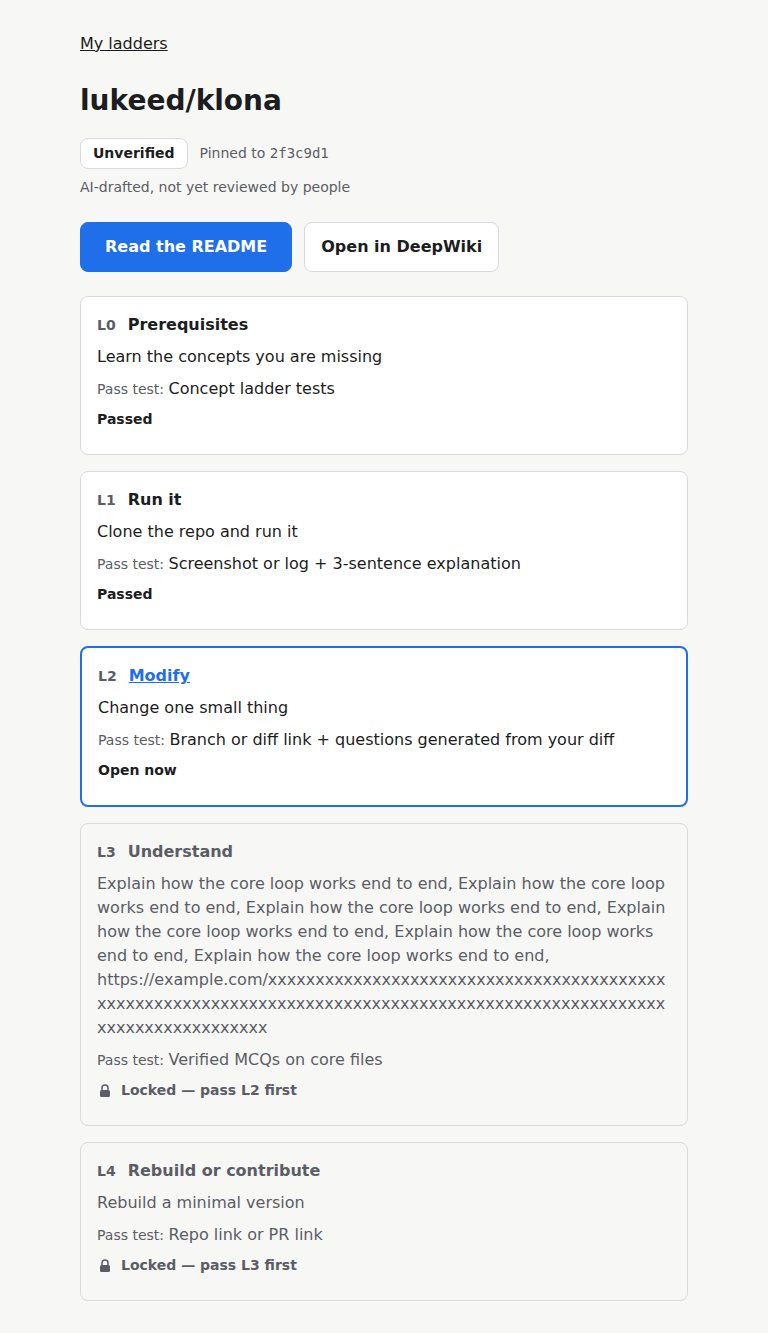 My ladders
lukeed/klona
Unverified Pinned to 2f3c9d1
AI-drafted, not yet reviewed by people
Read the README Open in DeepWiki
L0 Prerequisites
Learn the concepts you are missing
Pass test: Concept ladder tests
Passed
L1 Run it
Clone the repo and run it
Pass test: Screenshot or log + 3-sentence explanation
Passed
L2 Modify
Change one small thing
Pass test: Branch or diff link + questions generated from your diff
Open now
L3 Understand
Explain how the core loop works end to end, Explain how the core loop
works end to end, Explain how the core loop works end to end, Explain
how the core loop works end to end, Explain how the core loop works
end to end, Explain how the core loop works end to end,
https://example.com/xxxxxxxxxxxxxxxxxxxxxxxxxxxxxxxxxxxxxxxxxx
xxxxxxxxxxxxxxxxxxxxxxxxxxxxxxxxxxxxxxxxxxxxxxxxxxxxxxxxxxxx
xxxxxxxxxxxxxxxxxx
Pass test: Verified MCQs on core files
Locked — pass L2 first
L4 Rebuild or contribute
Rebuild a minimal version
Pass test: Repo link or PR link
Locked — pass L3 first